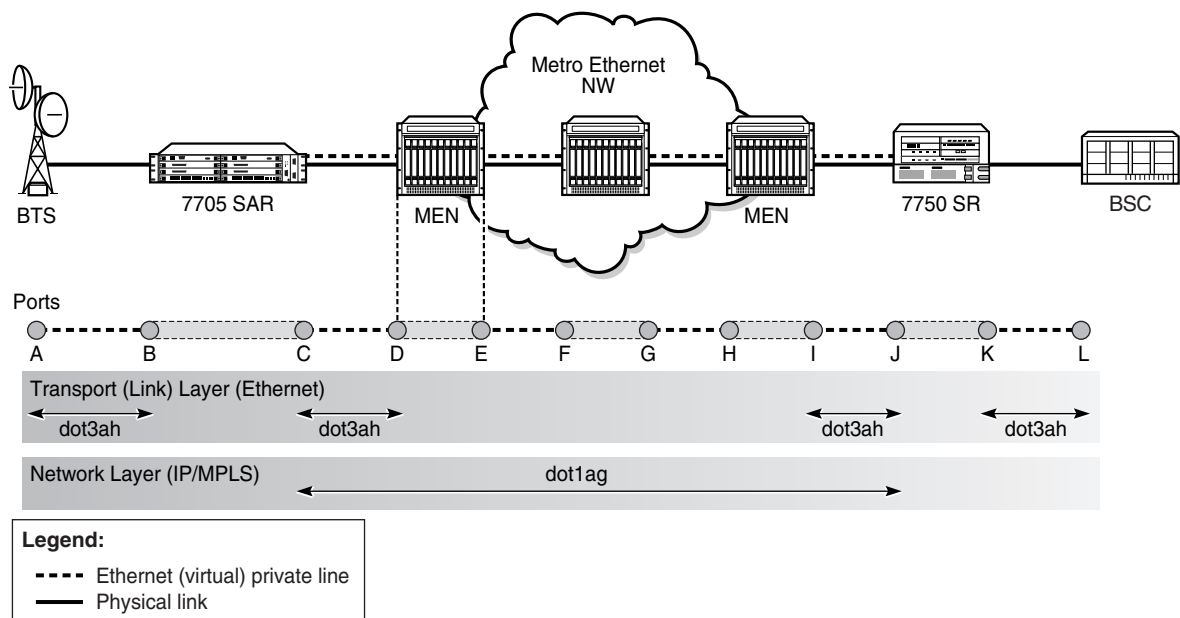 Metro Ethernet
NW
BTS
7705 SAR
MEN
MEN
7750 SR
BSC
Ports
A
B
C
D
E
F
G
H
I
J
K
L
Transport (Link) Layer (Ethernet)
dot3ah
dot3ah
dot3ah
dot3ah
Network Layer (IP/MPLS)
dot1ag
Legend:
Ethernet (virtual) private line
Physical link